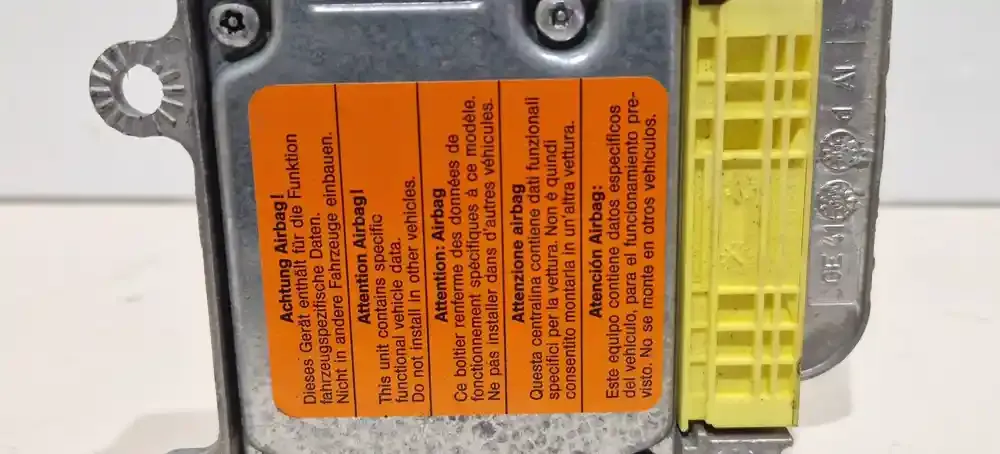 Achtung Airbag!
Dieses Gerät enthält für die Funktion
fahrzeugspezifische Daten.
Nicht in andere Fahrzeuge einbauen.
Attention Airbag!
This unit contains specific
functional vehicle data.
Do not install in other vehicles.
Attention: Airbag
Ce boîtier renferme des données de
fonctionnement spécifiques à ce modèle.
Ne pas installer dans d'autres véhicules.
Attenzione airbag
Questa centralina contiene dati funzionali
specifici per la vettura. Non è quindi
consentito montarla in un'altra vettura.
Atención Airbag:
Este equipo contiene datos especificos
del vehículo, para el funcionamiento pre-
visto. No se monte en otros vehiculos.